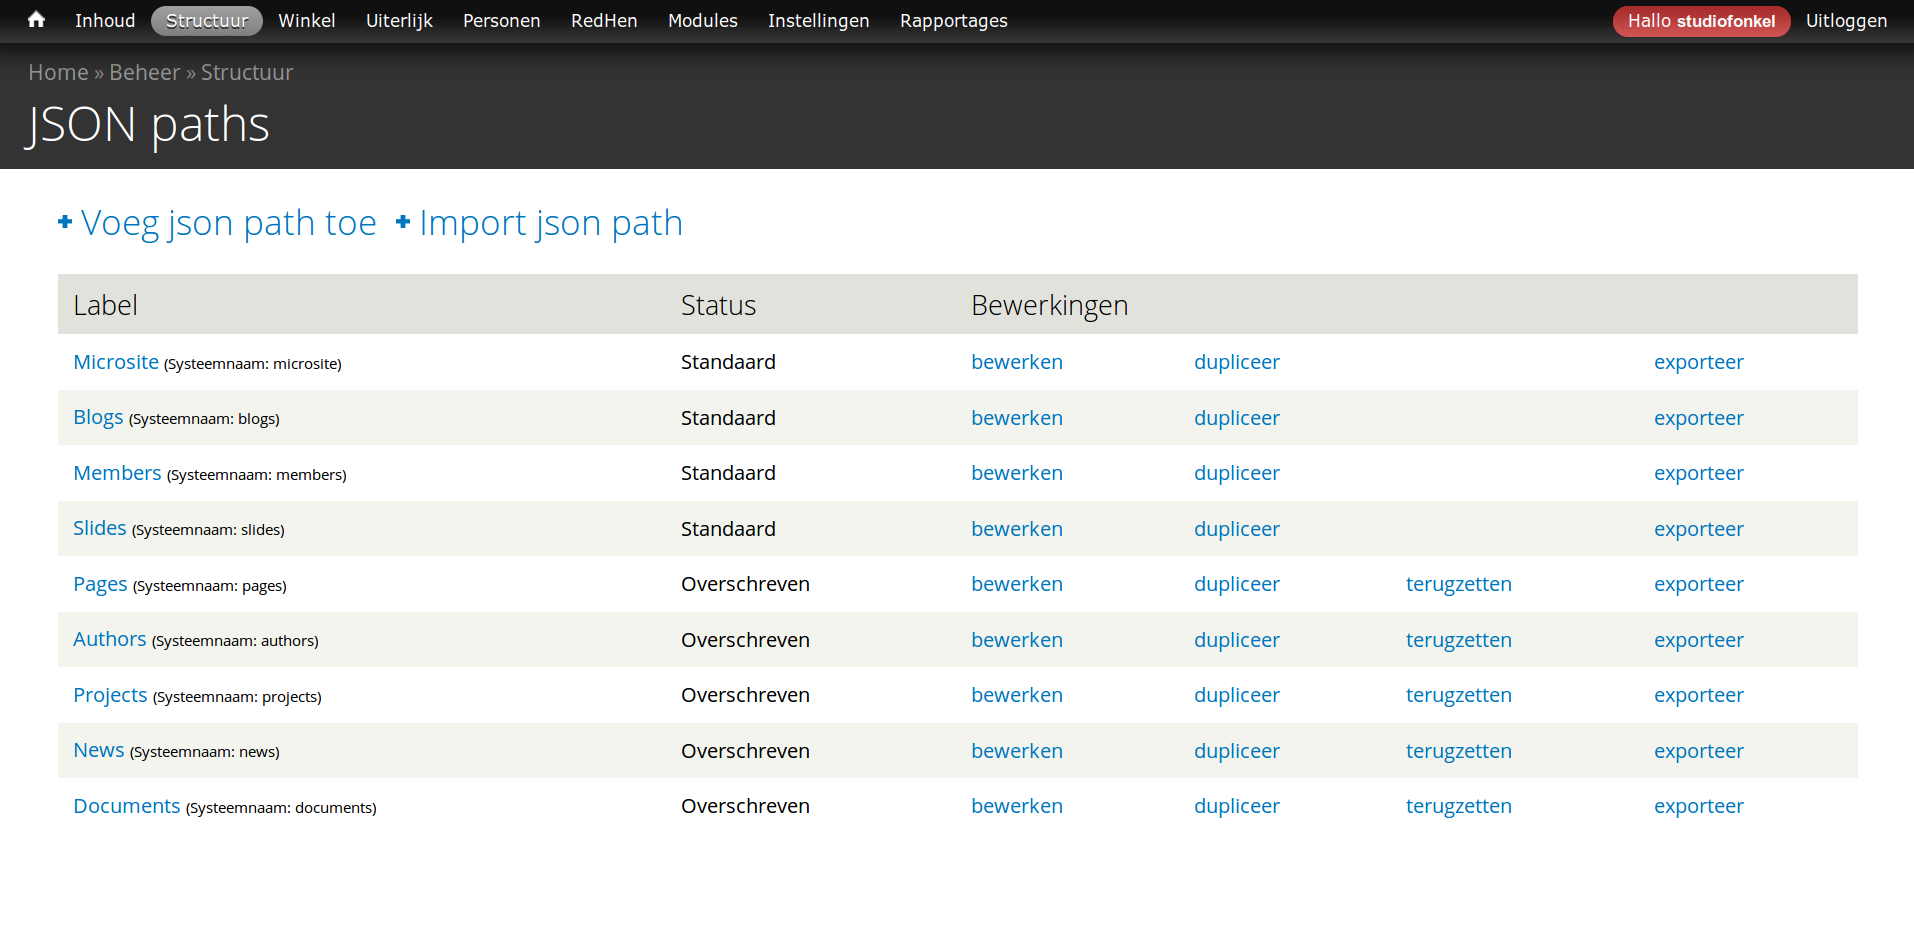 Inhoud Structuur Winkel Uiterlijk Personen RedHen Modules Instellingen Rapportages Hallo studiofonkel Uitloggen
Home » Beheer » Structuur
JSON paths
Voeg json path toe Import json path
Label Status Bewerkingen
Microsite (Systeemnaam: microsite) Standaard bewerken dupliceer exporteer
Blogs (Systeemnaam: blogs) Standaard bewerken dupliceer exporteer
Members (Systeemnaam: members) Standaard bewerken dupliceer exporteer
Slides (Systeemnaam: slides) Standaard bewerken dupliceer exporteer
Pages (Systeemnaam: pages) Overschreven bewerken dupliceer terugzetten exporteer
Authors (Systeemnaam: authors) Overschreven bewerken dupliceer terugzetten exporteer
Projects (Systeemnaam: projects) Overschreven bewerken dupliceer terugzetten exporteer
News (Systeemnaam: news) Overschreven bewerken dupliceer terugzetten exporteer
Documents (Systeemnaam: documents) Overschreven bewerken dupliceer terugzetten exporteer